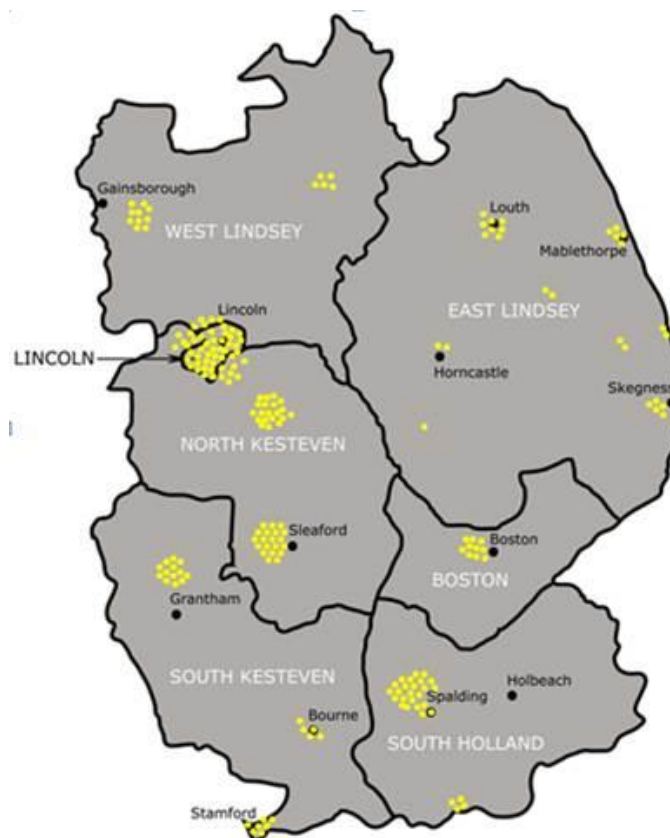 Gainsborough
WEST LINDSEY
Louth
Mablethorpe
Lincoln
EAST LINDSEY
LINCOLN
Horncastle
Skegness
NORTH KESTEVEN
Sleaford
Boston
BOSTON
Grantham
SOUTH KESTEVEN
Holbeach
Spalding
Bourne
SOUTH HOLLAND
Stamford